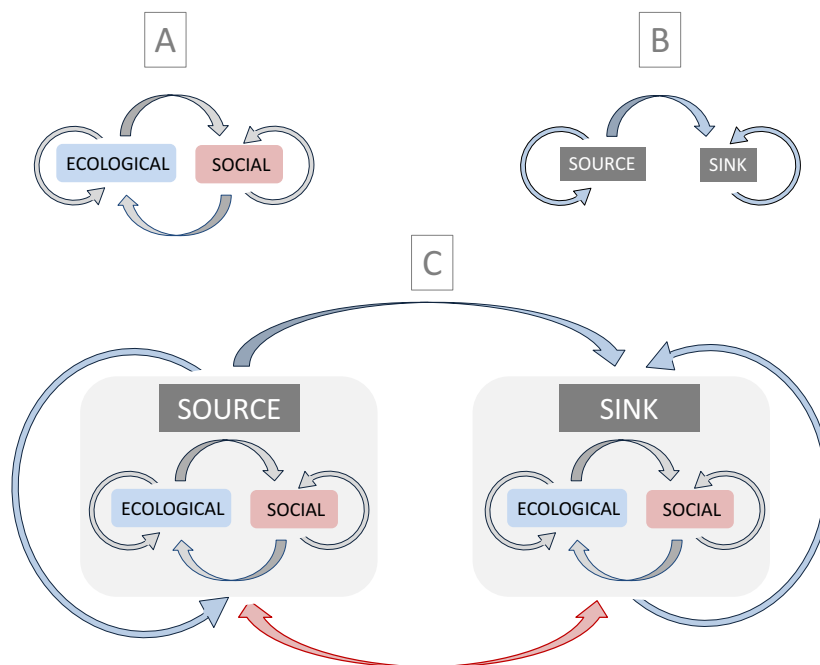 A
B
ECOLOGICAL
SOCIAL
SOURCE
SINK
C
SOURCE
SINK
ECOLOGICAL
SOCIAL
ECOLOGICAL
SOCIAL